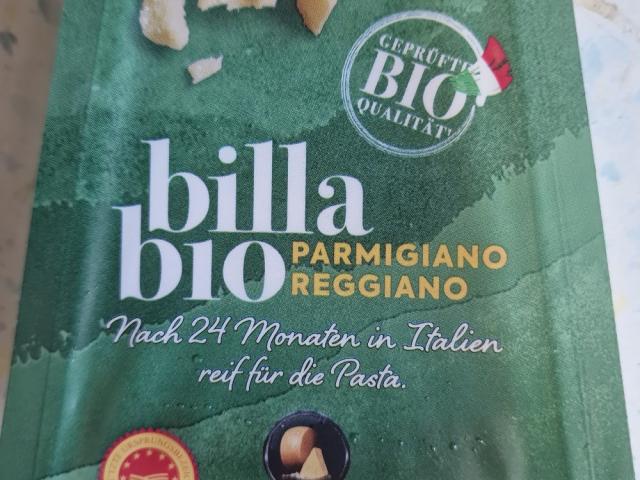 GEPRÜFTE
BIO
QUALITÄT
billa
bio PARMIGIANO
REGGIANO
Nach 24 Monaten in Italien
reif für die Pasta.